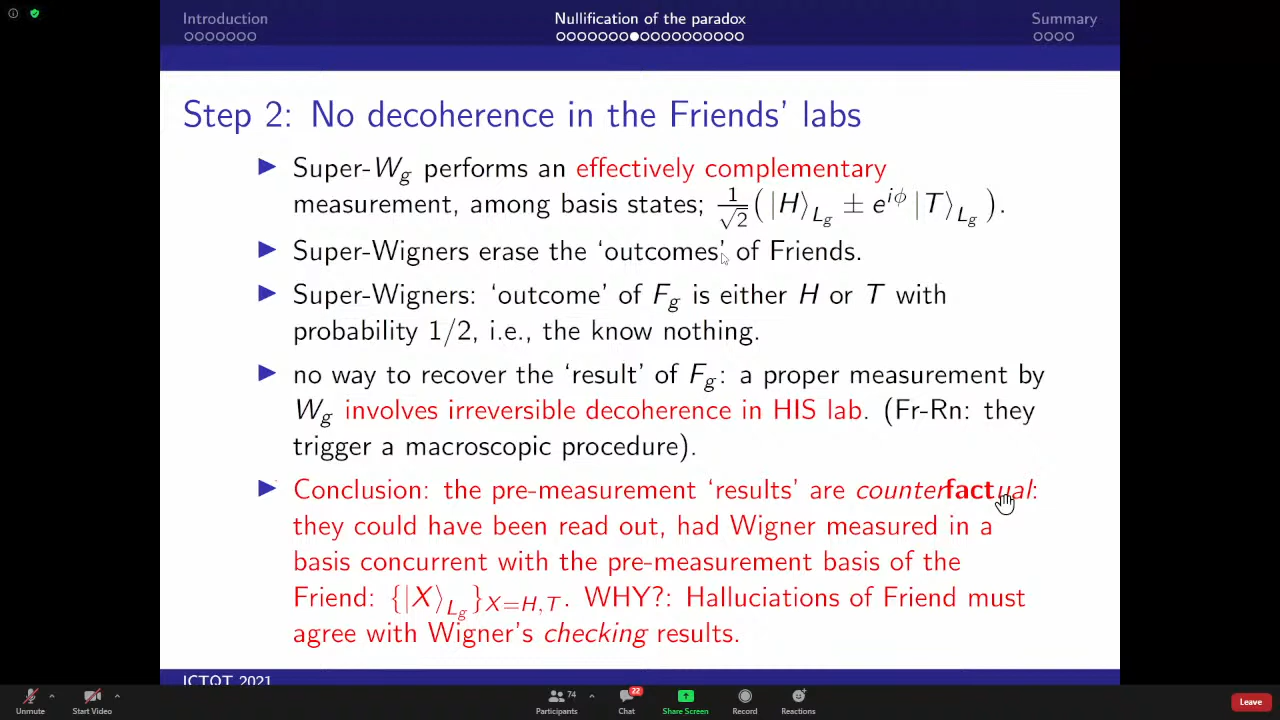 Introduction Nullification of the paradox Summary
Step 2: No decoherence in the Friends' labs
Super-W_g performs an effectively complementary
measurement, among basis states; 1/√2 ( |H⟩_{L_g} ± e^{iϕ} |T⟩_{L_g} ).
Super-Wigners erase the 'outcomes' of Friends.
Super-Wigners: 'outcome' of F_g is either H or T with
probability 1/2, i.e., the know nothing.
no way to recover the 'result' of F_g: a proper measurement by
W_g involves irreversible decoherence in HIS lab. (Fr-Rn: they
trigger a macroscopic procedure).
Conclusion: the pre-measurement 'results' are counterfactual:
they could have been read out, had Wigner measured in a
basis concurrent with the pre-measurement basis of the
Friend: {|X⟩_{L_g}}_{X=H,T}. WHY?: Halluciations of Friend must
agree with Wigner's checking results.
ICTQT 2021
Unmute Start Video 74 Participants 22 Chat Share Screen Record Reactions Leave